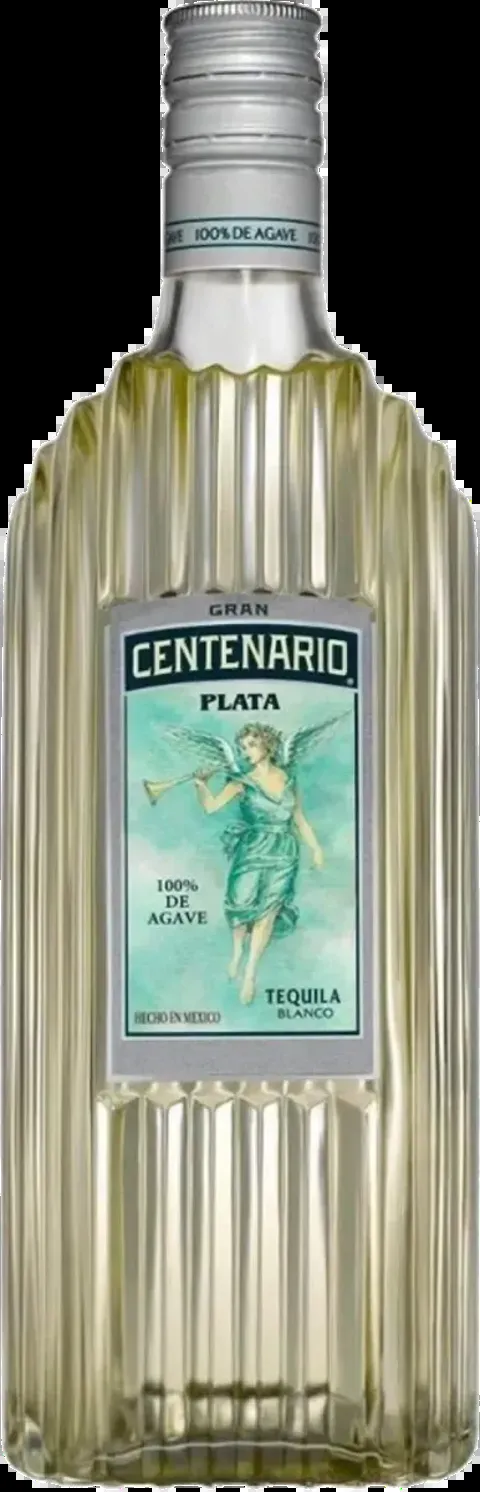 100% DE AGAVE
GRAN
CENTENARIO®
PLATA
100%
DE
AGAVE
TEQUILA
BLANCO
HECHO EN MEXICO